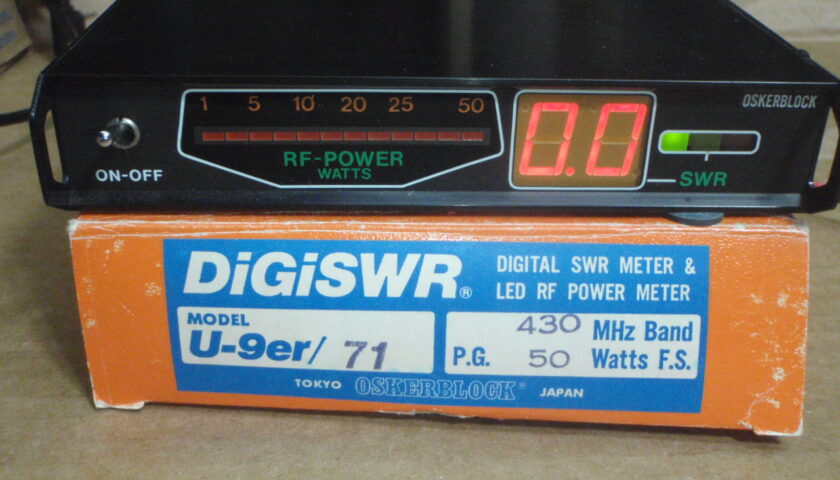 1 5 10 20 25 50
OSKERBLOCK
0.0
RF-POWER
WATTS
ON-OFF
SWR
DiGiSWR®
DIGITAL SWR METER &
LED RF POWER METER
MODEL
U-9er/ 71
430 MHz Band
P.G. 50 Watts F.S.
TOKYO OSKERBLOCK® JAPAN